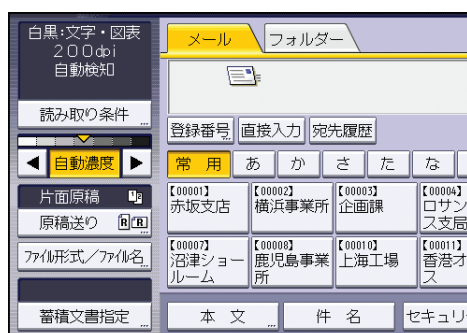 白黒:文字・図表
200dpi
自動検知
読み取り条件
自動濃度
片面原稿
原稿送り
ファイル形式/ファイル名
蓄積文書指定
メール
フォルダー
登録番号
直接入力
宛先履歴
常用
あ
か
さ
た
な
【00001】
赤坂支店
【00002】
横浜事業所
【00003】
企画課
【00004】
ロサン
ス支局
【00007】
沼津ショー
ルーム
【00008】
鹿児島事業
所
【00010】
上海工場
【00011】
香港オ
ス
本文
件名
セキュリ